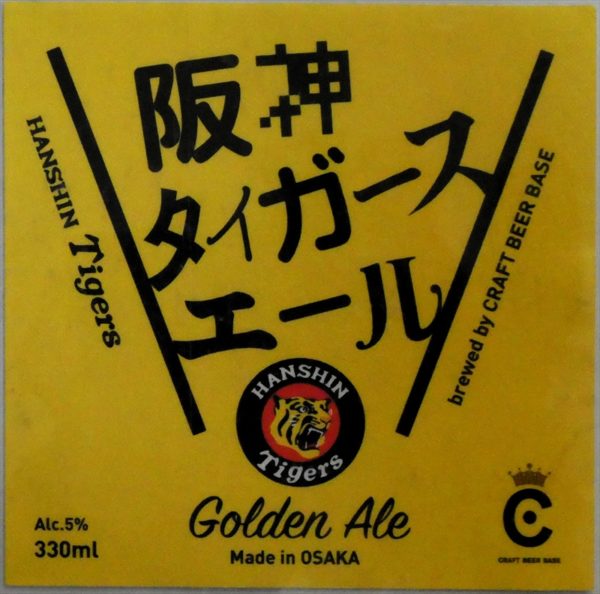 阪神
タイガース
エール
HANSHIN Tigers
brewed by CRAFT BEER BASE
HANSHIN
Tigers
Golden Ale
Made in OSAKA
Alc.5%
330ml
C
CRAFT BEER BASE